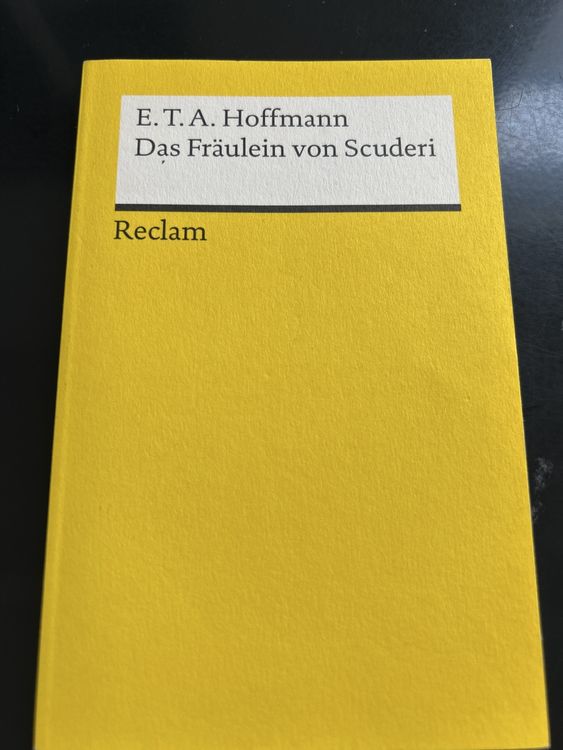 E. T. A. Hoffmann
Das Fräulein von Scuderi
Reclam